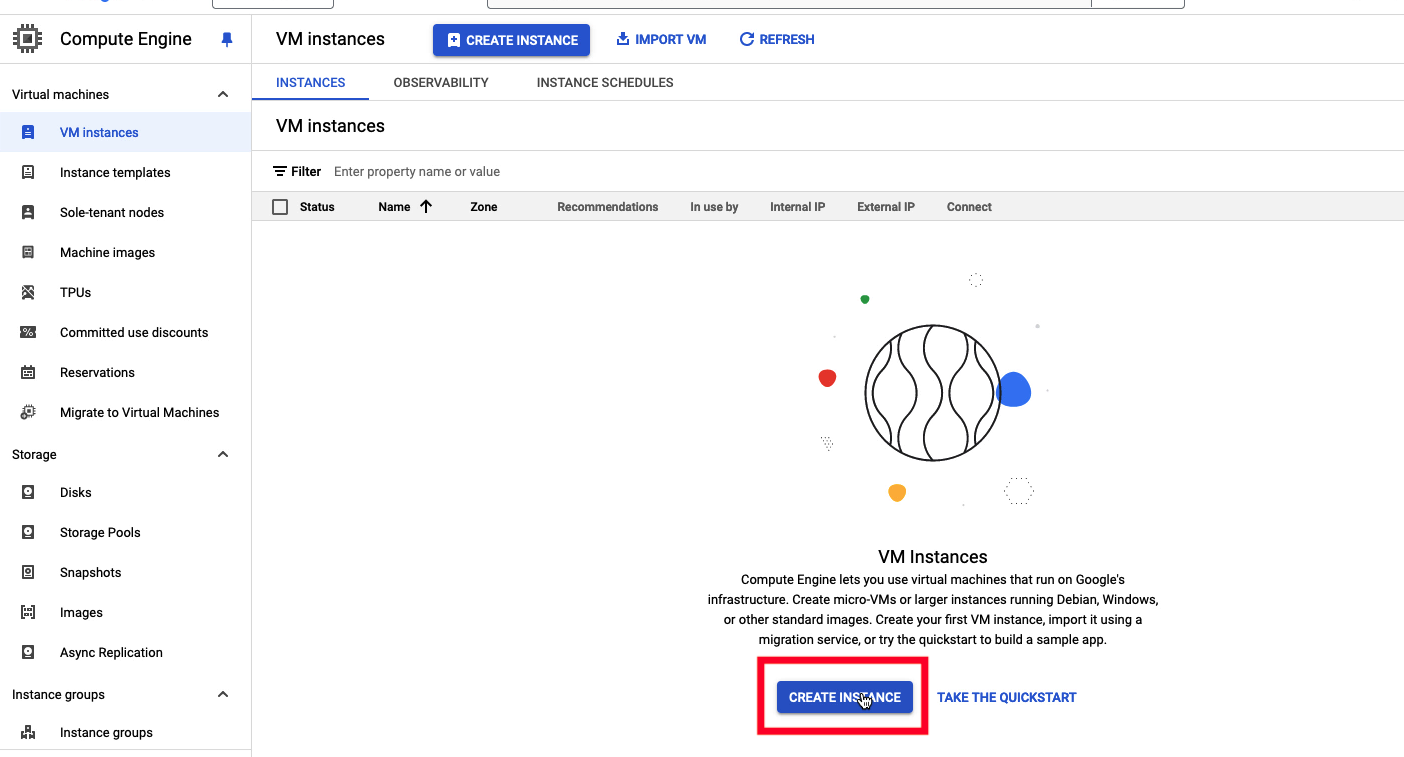 Compute Engine
VM instances
CREATE INSTANCE
IMPORT VM
REFRESH
INSTANCES
OBSERVABILITY
INSTANCE SCHEDULES
Virtual machines
VM instances
Instance templates
Sole-tenant nodes
Machine images
TPUs
Committed use discounts
Reservations
Migrate to Virtual Machines
Storage
Disks
Storage Pools
Snapshots
Images
Async Replication
Instance groups
Instance groups
VM instances
Filter Enter property name or value
Status Name Zone Recommendations In use by Internal IP External IP Connect
VM Instances
Compute Engine lets you use virtual machines that run on Google's
infrastructure. Create micro-VMs or larger instances running Debian, Windows,
or other standard images. Create your first VM instance, import it using a
migration service, or try the quickstart to build a sample app.
CREATE INSTANCE
TAKE THE QUICKSTART